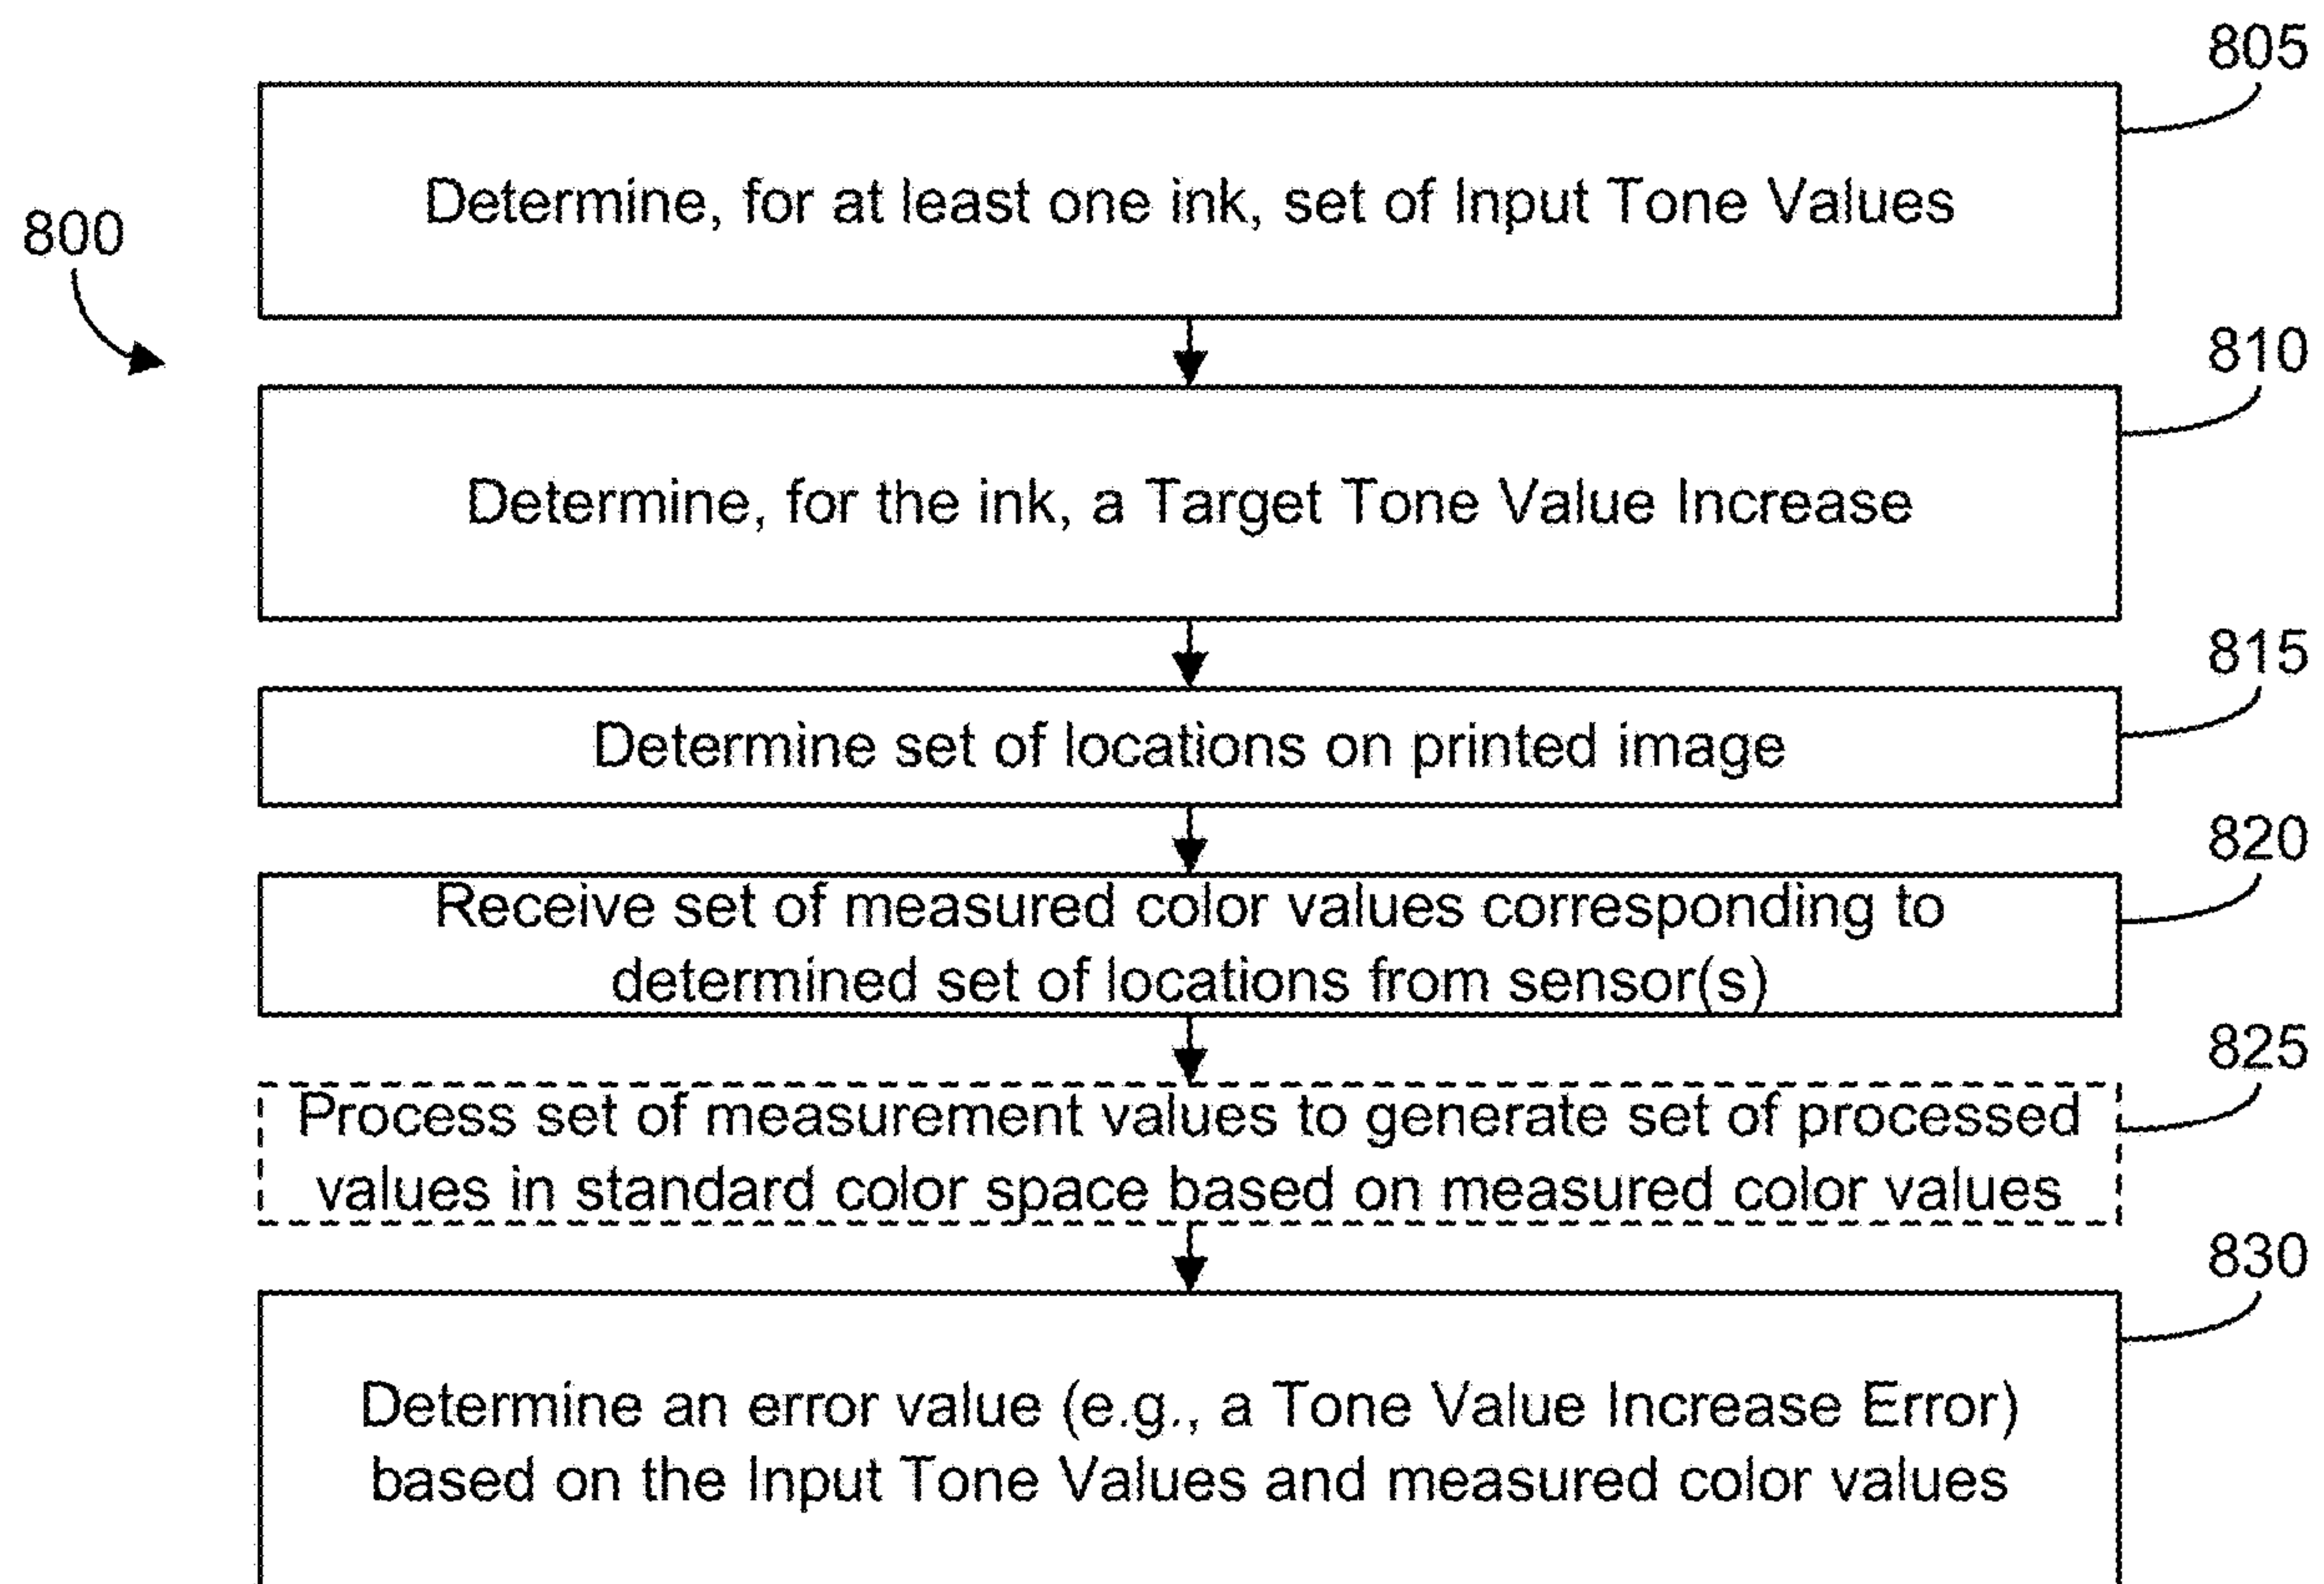 805
Determine, for at least one ink, set of Input Tone Values
800
810
Determine, for the ink, a Target Tone Value Increase
815
Determine set of locations on printed image
820
Receive set of measured color values corresponding to
determined set of locations from sensor(s)
825
Process set of measurement values to generate set of processed
values in standard color space based on measured color values
830
Determine an error value (e.g., a Tone Value Increase Error)
based on the Input Tone Values and measured color values